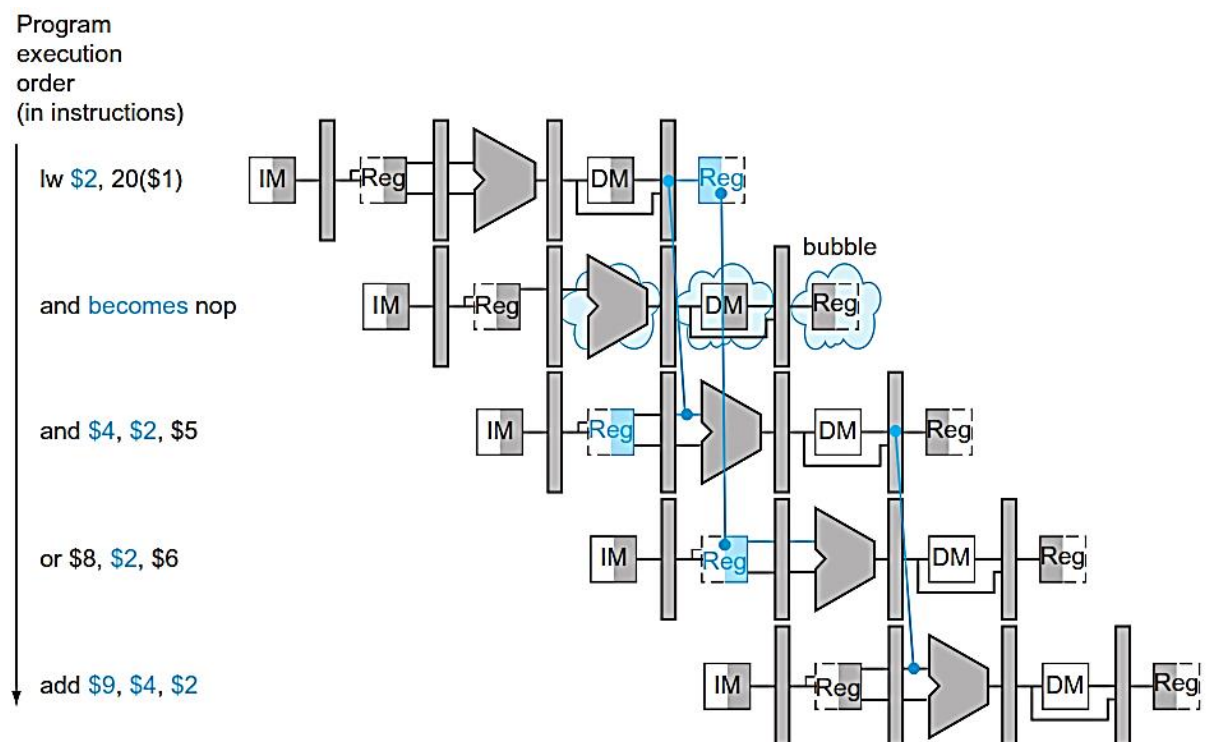 Program
execution
order
(in instructions)
lw $2, 20($1)
IM
Reg
DM
Reg
bubble
and becomes nop
IM
Reg
DM
Reg
and $4, $2, $5
IM
Reg
DM
Reg
or $8, $2, $6
IM
Reg
DM
Reg
add $9, $4, $2
IM
Reg
DM
Reg